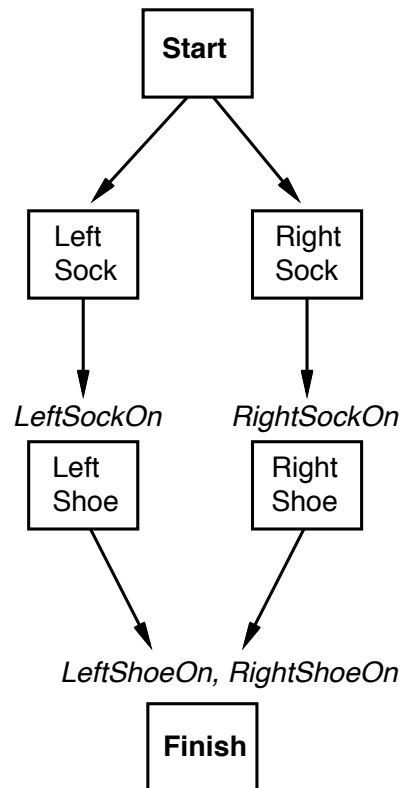 Start
Left
Sock
Right
Sock
LeftSockOn
RightSockOn
Left
Shoe
Right
Shoe
LeftShoeOn, RightShoeOn
Finish